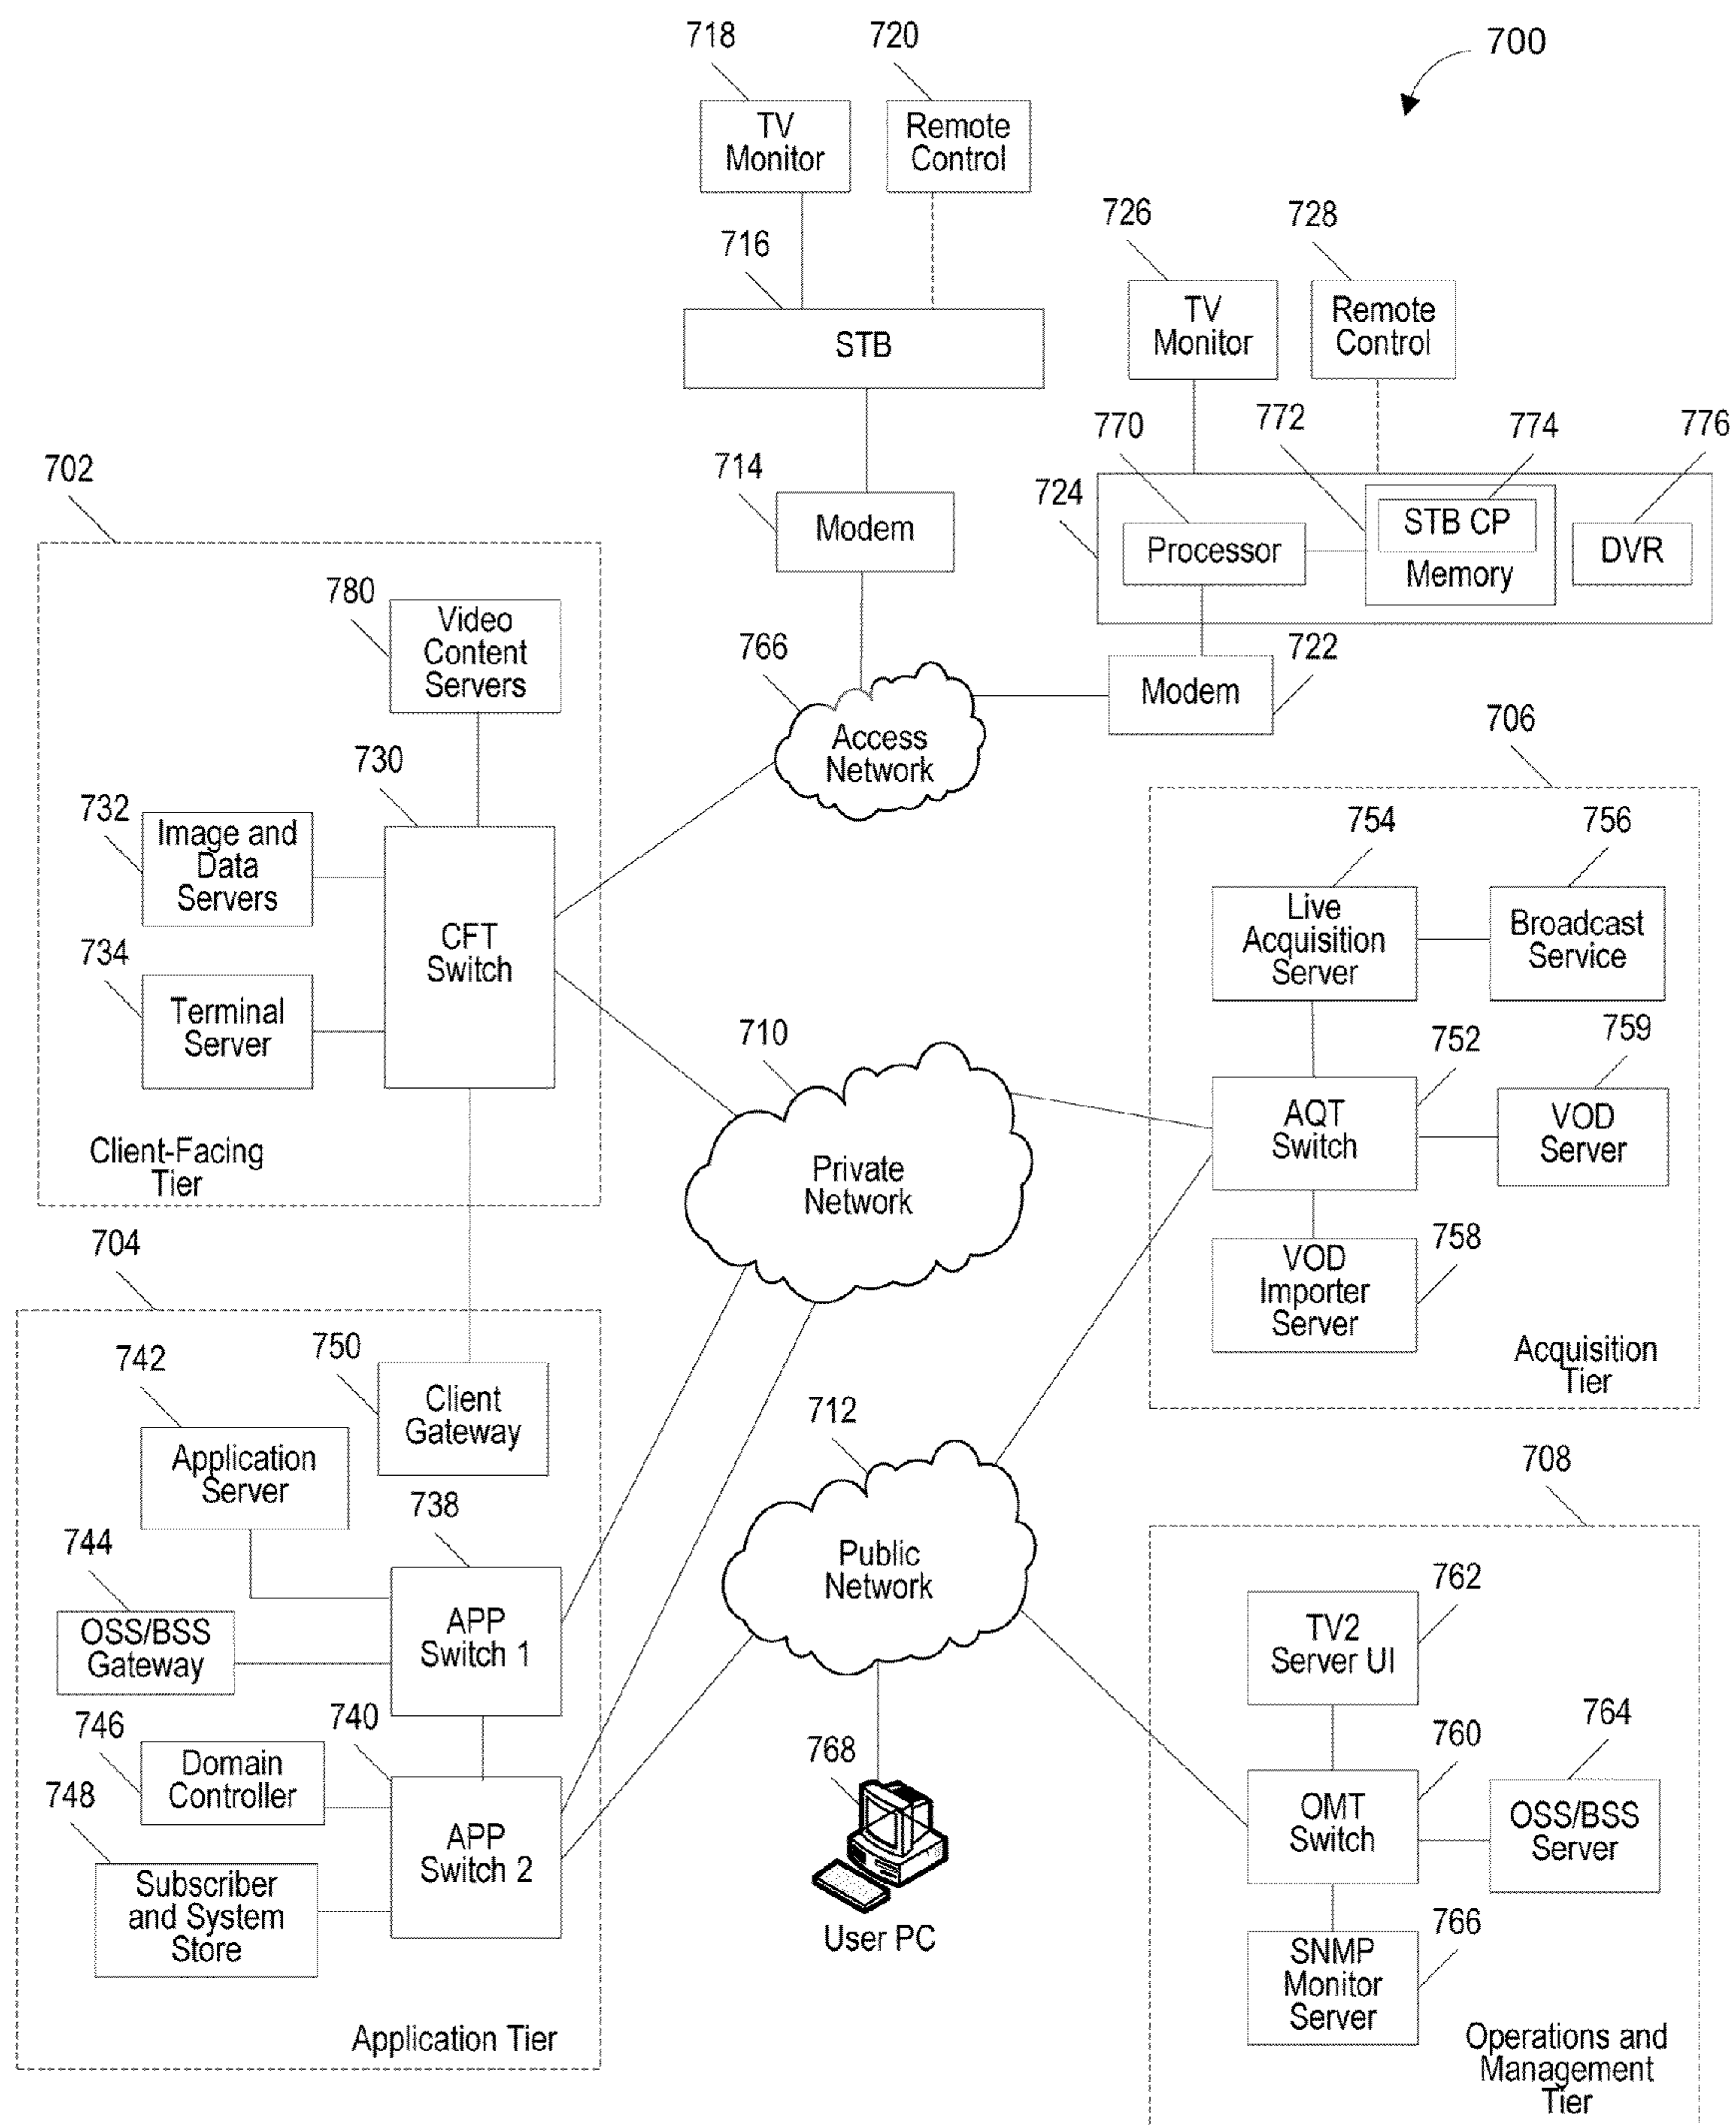 700
718
TV
Monitor
720
Remote
Control
716
STB
726
TV
Monitor
728
Remote
Control
714
Modem
724
770
Processor
772
774
STB CP
Memory
776
DVR
766
Access
Network
722
Modem
702
780
Video
Content
Servers
730
CFT
Switch
732
Image and
Data
Servers
734
Terminal
Server
Client-Facing
Tier
710
Private
Network
706
754
Live
Acquisition
Server
756
Broadcast
Service
752
AQT
Switch
759
VOD
Server
758
VOD
Importer
Server
Acquisition
Tier
704
750
Client
Gateway
742
Application
Server
738
APP
Switch 1
744
OSS/BSS
Gateway
746
Domain
Controller
740
APP
Switch 2
748
Subscriber
and System
Store
Application Tier
712
Public
Network
768
User PC
708
762
TV2
Server UI
760
OMT
Switch
764
OSS/BSS
Server
766
SNMP
Monitor
Server
Operations and
Management
Tier